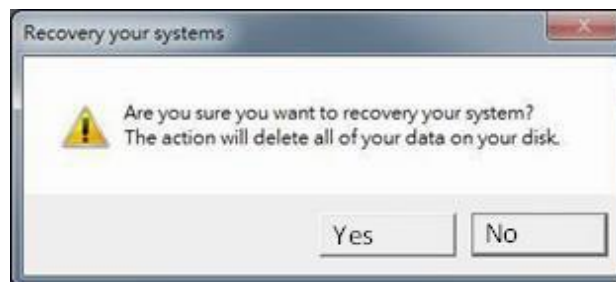 Recovery your systems
Are you sure you want to recovery your system?
The action will delete all of your data on your disk.
Yes
No